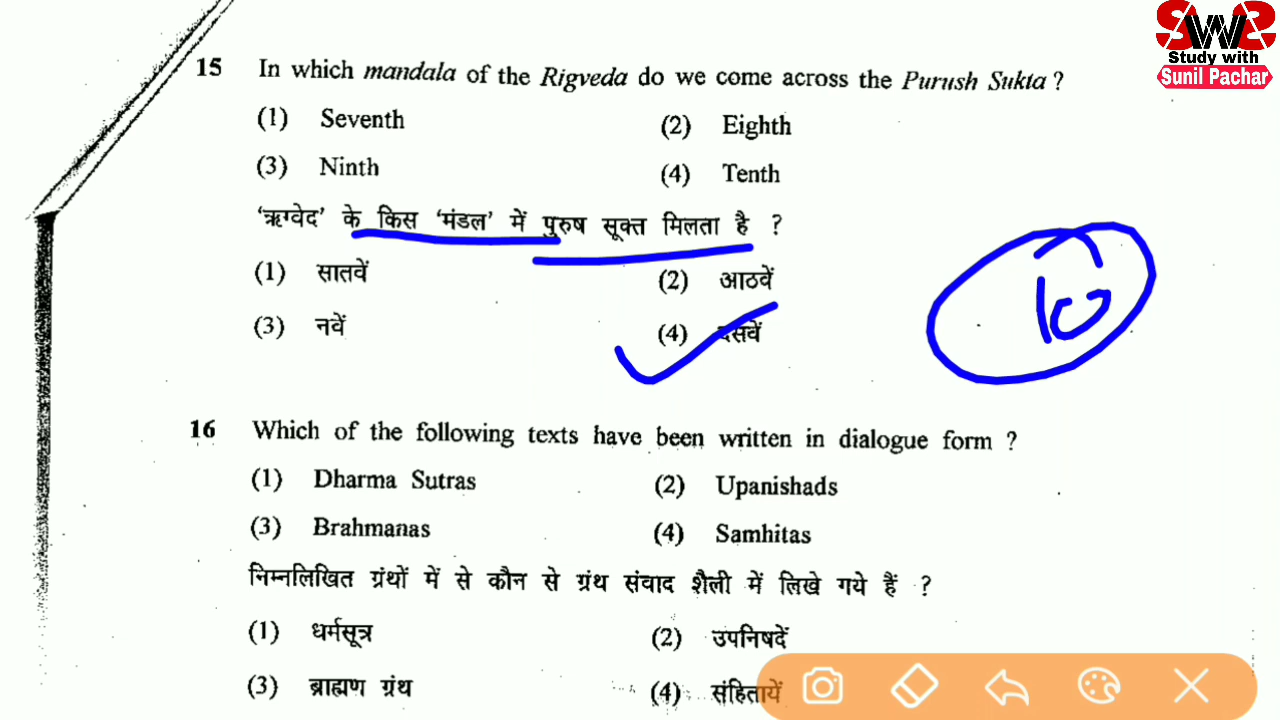 SWS
Study with
Sunil Pachar
15 In which mandala of the Rigveda do we come across the Purush Sukta ?
(1) Seventh (2) Eighth
(3) Ninth (4) Tenth
‘ऋग्वेद’ के किस ‘मंडल’ में पुरुष सूक्त मिलता है ?
(1) सातवें (2) आठवें
(3) नवें (4) दसवें
10
16 Which of the following texts have been written in dialogue form ?
(1) Dharma Sutras (2) Upanishads
(3) Brahmanas (4) Samhitas
निम्नलिखित ग्रंथों में से कौन से ग्रंथ संवाद शैली में लिखे गये हैं ?
(1) धर्मसूत्र (2) उपनिषदें
(3) ब्राह्मण ग्रंथ (4) संहितायें